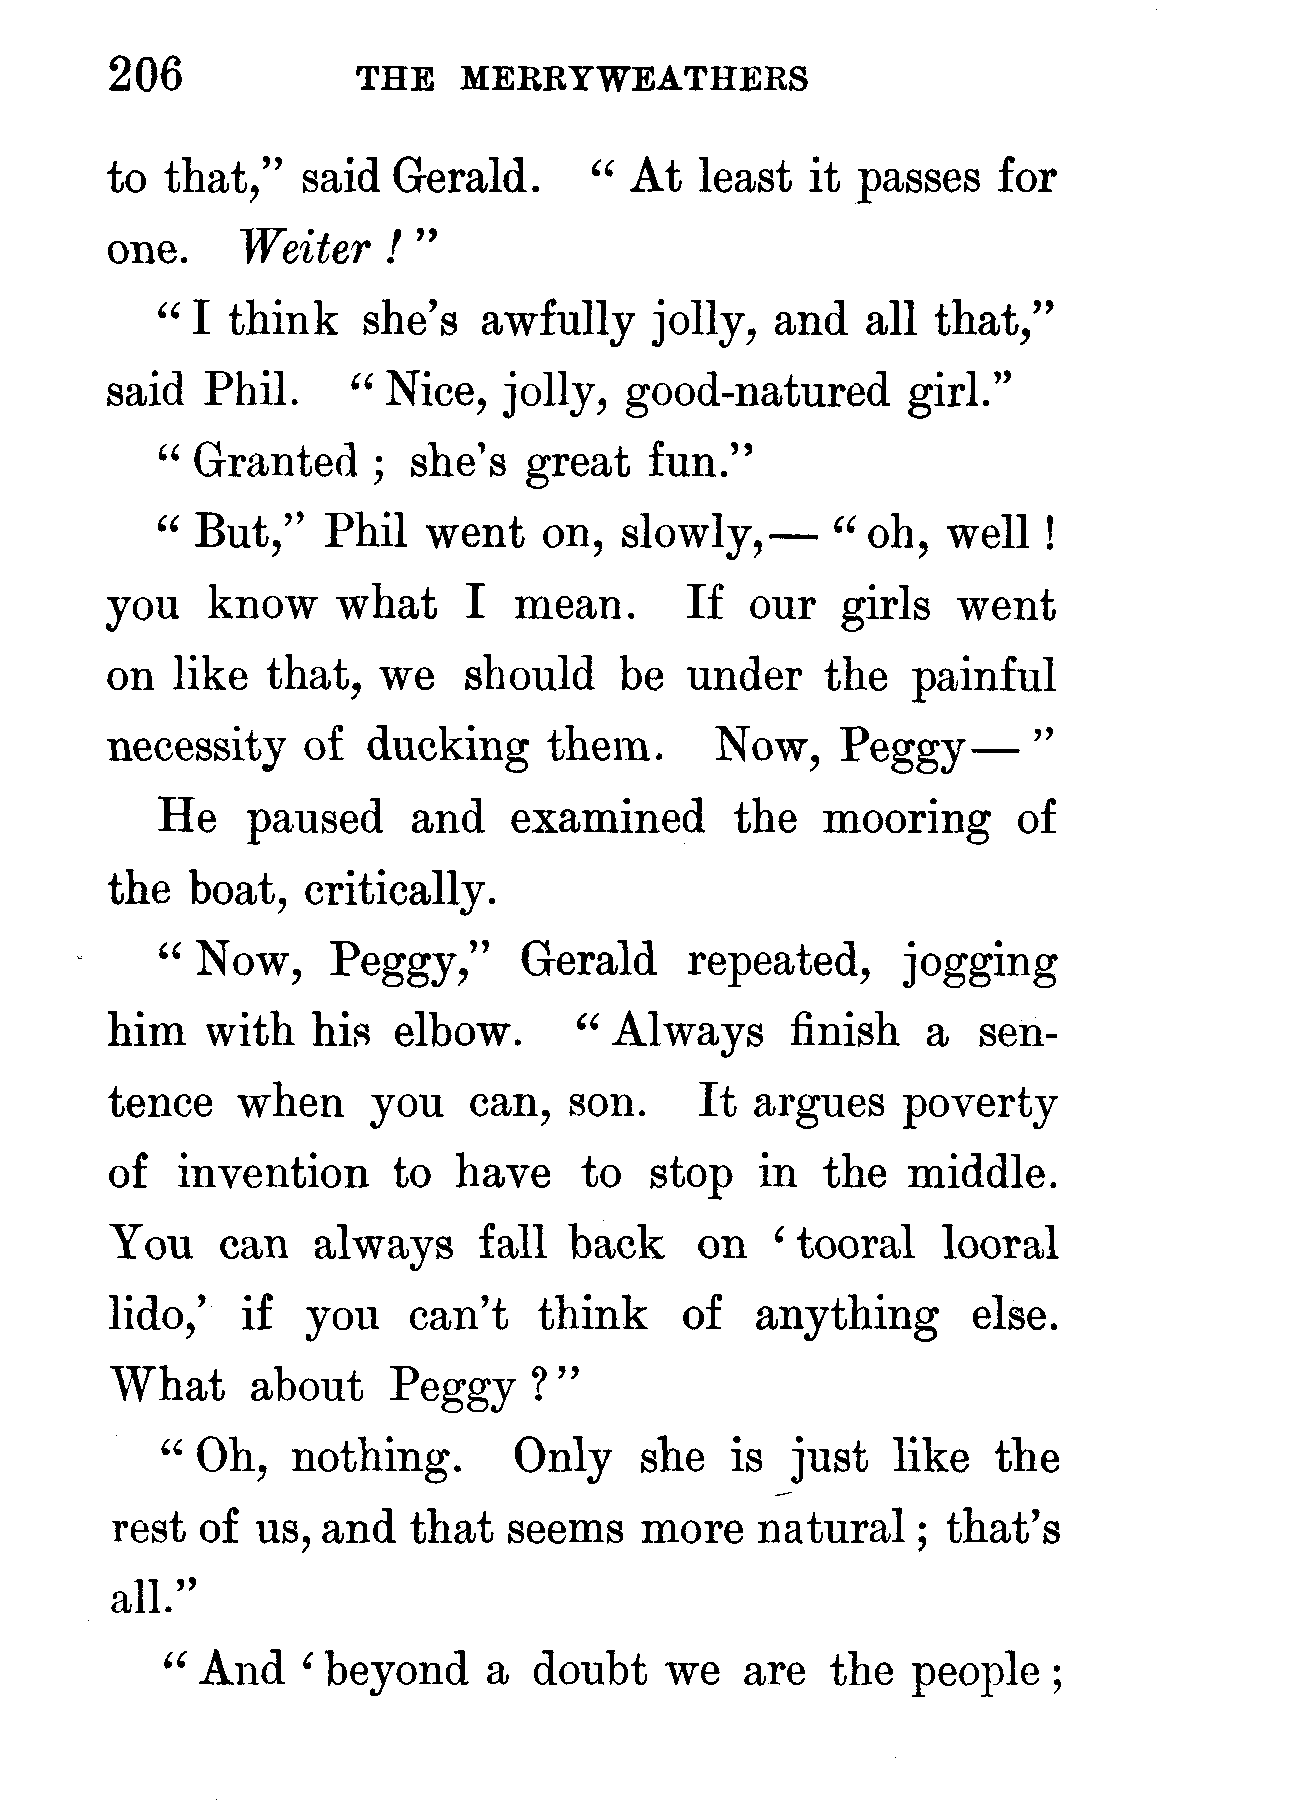 206 THE MERRYWEATHERS
to that,” said Gerald. “ At least it passes for
one. Weiter ! ”
“ I think she’s awfully jolly, and all that,”
said Phil. “ Nice, jolly, good-natured girl.”
“ Granted ; she’s great fun.”
“ But,” Phil went on, slowly,— “ oh, well !
you know what I mean. If our girls went
on like that, we should be under the painful
necessity of ducking them. Now, Peggy— ”
He paused and examined the mooring of
the boat, critically.
“ Now, Peggy,” Gerald repeated, jogging
him with his elbow. “ Always finish a sen-
tence when you can, son. It argues poverty
of invention to have to stop in the middle.
You can always fall back on ‘ tooral looral
lido,’ if you can’t think of anything else.
What about Peggy ? ”
“ Oh, nothing. Only she is just like the
rest of us, and that seems more natural ; that’s
all.”
“ And ‘ beyond a doubt we are the people ;